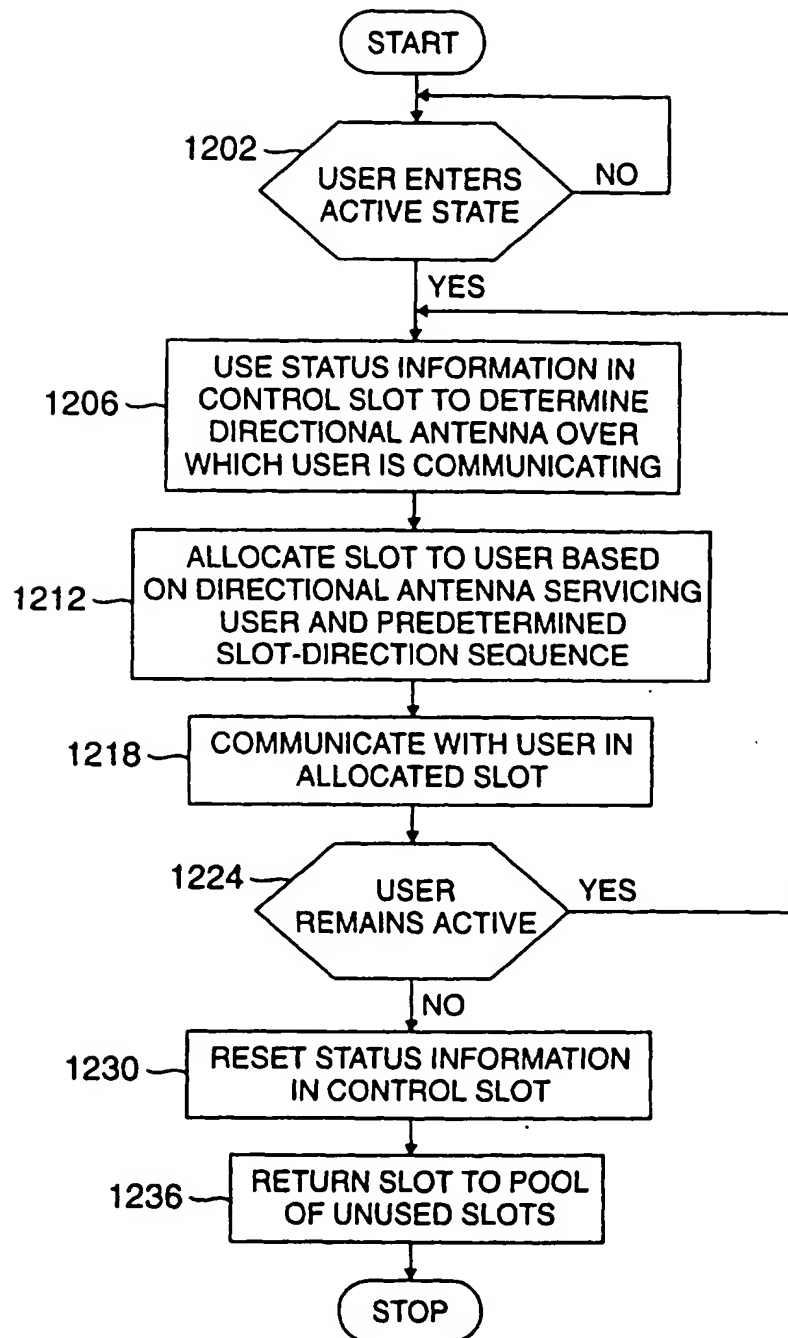 START
1202
USER ENTERS
ACTIVE STATE
NO
YES
1206
USE STATUS INFORMATION IN
CONTROL SLOT TO DETERMINE
DIRECTIONAL ANTENNA OVER
WHICH USER IS COMMUNICATING
1212
ALLOCATE SLOT TO USER BASED
ON DIRECTIONAL ANTENNA SERVICING
USER AND PREDETERMINED
SLOT-DIRECTION SEQUENCE
1218
COMMUNICATE WITH USER IN
ALLOCATED SLOT
1224
USER
REMAINS ACTIVE
YES
NO
1230
RESET STATUS INFORMATION
IN CONTROL SLOT
1236
RETURN SLOT TO POOL
OF UNUSED SLOTS
STOP